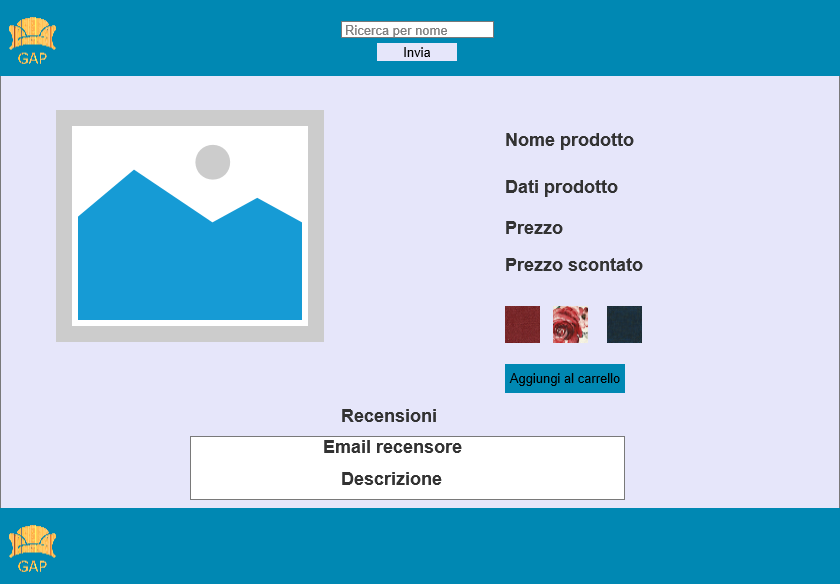 GAP
Ricerca per nome
Invia
Nome prodotto
Dati prodotto
Prezzo
Prezzo scontato
Aggiungi al carrello
Recensioni
Email recensore
Descrizione
GAP